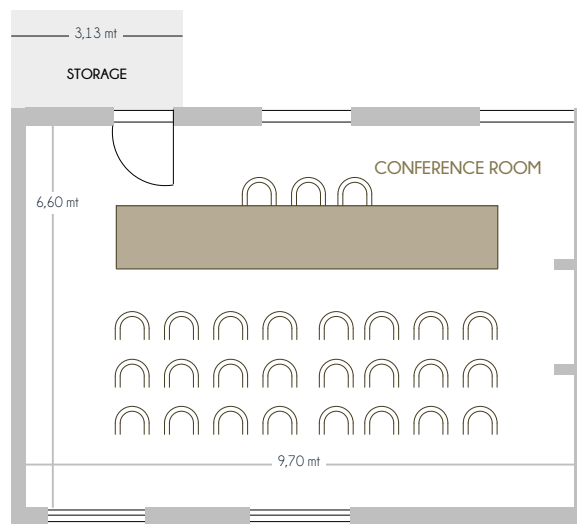 3,13 mt
STORAGE
CONFERENCE ROOM
6,60 mt
9,70 mt